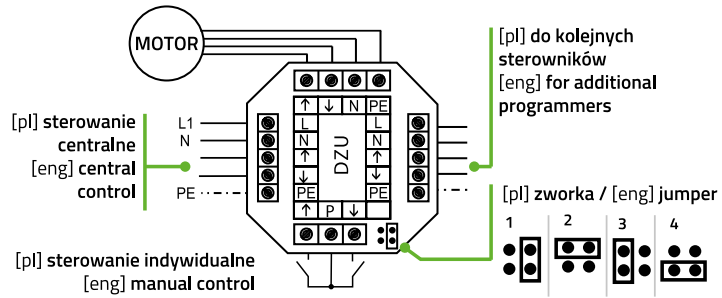 MOTOR
[pl] do kolejnych
sterowników
[eng] for additional
programmers
↑ ↓ N PE
[pl] sterowanie
centralne
[eng] central
control
L1
N
PE
L L
N N
↑ ↑
↓ ↓
PE PE
DZU
↑ P ↓
[pl] zworka / [eng] jumper
1 2 3 4
[pl] sterowanie indywidualne
[eng] manual control